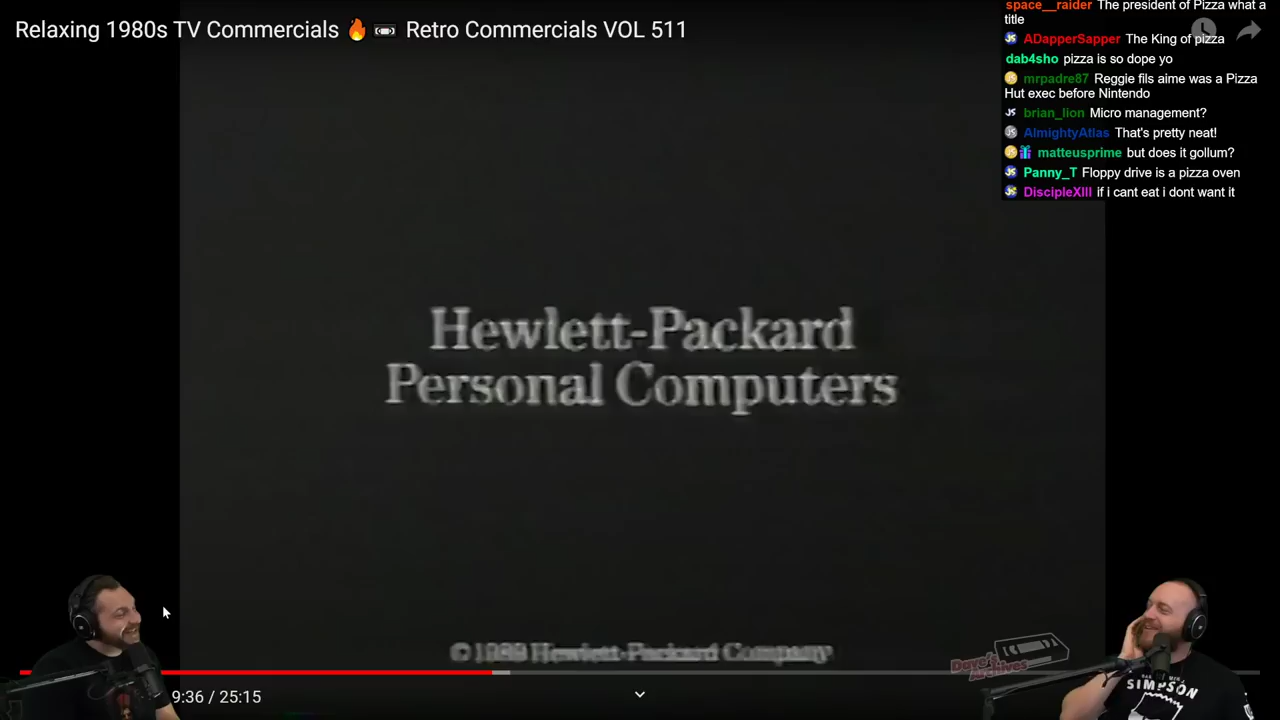 Relaxing 1980s TV Commercials 🔥📼 Retro Commercials VOL 511
space__raider The president of Pizza what a
title
ADapperSapper The King of pizza
dab4sho pizza is so dope yo
mrpadre87 Reggie fils aime was a Pizza
Hut exec before Nintendo
brian_lion Micro management?
AlmightyAtlas That's pretty neat!
matteusprime but does it gollum?
Panny_T Floppy drive is a pizza oven
DiscipleXIII if i cant eat i dont want it
Hewlett-Packard
Personal Computers
©1989 Hewlett-Packard Company
Dave's
Archives
SIMPSON
9:36 / 25:15